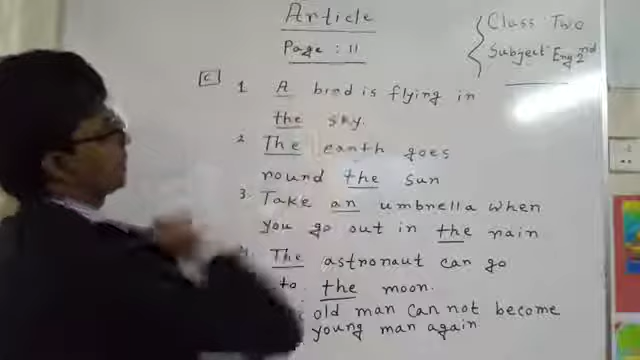 Article
Page : 11
Class Two
Subject Eng 2nd
C
1. A bird is flying in
the sky.
2. The earth goes
round the sun
3. Take an umbrella when
you go out in the rain
4. The astronaut can go
to the moon.
old man can not become
young man again